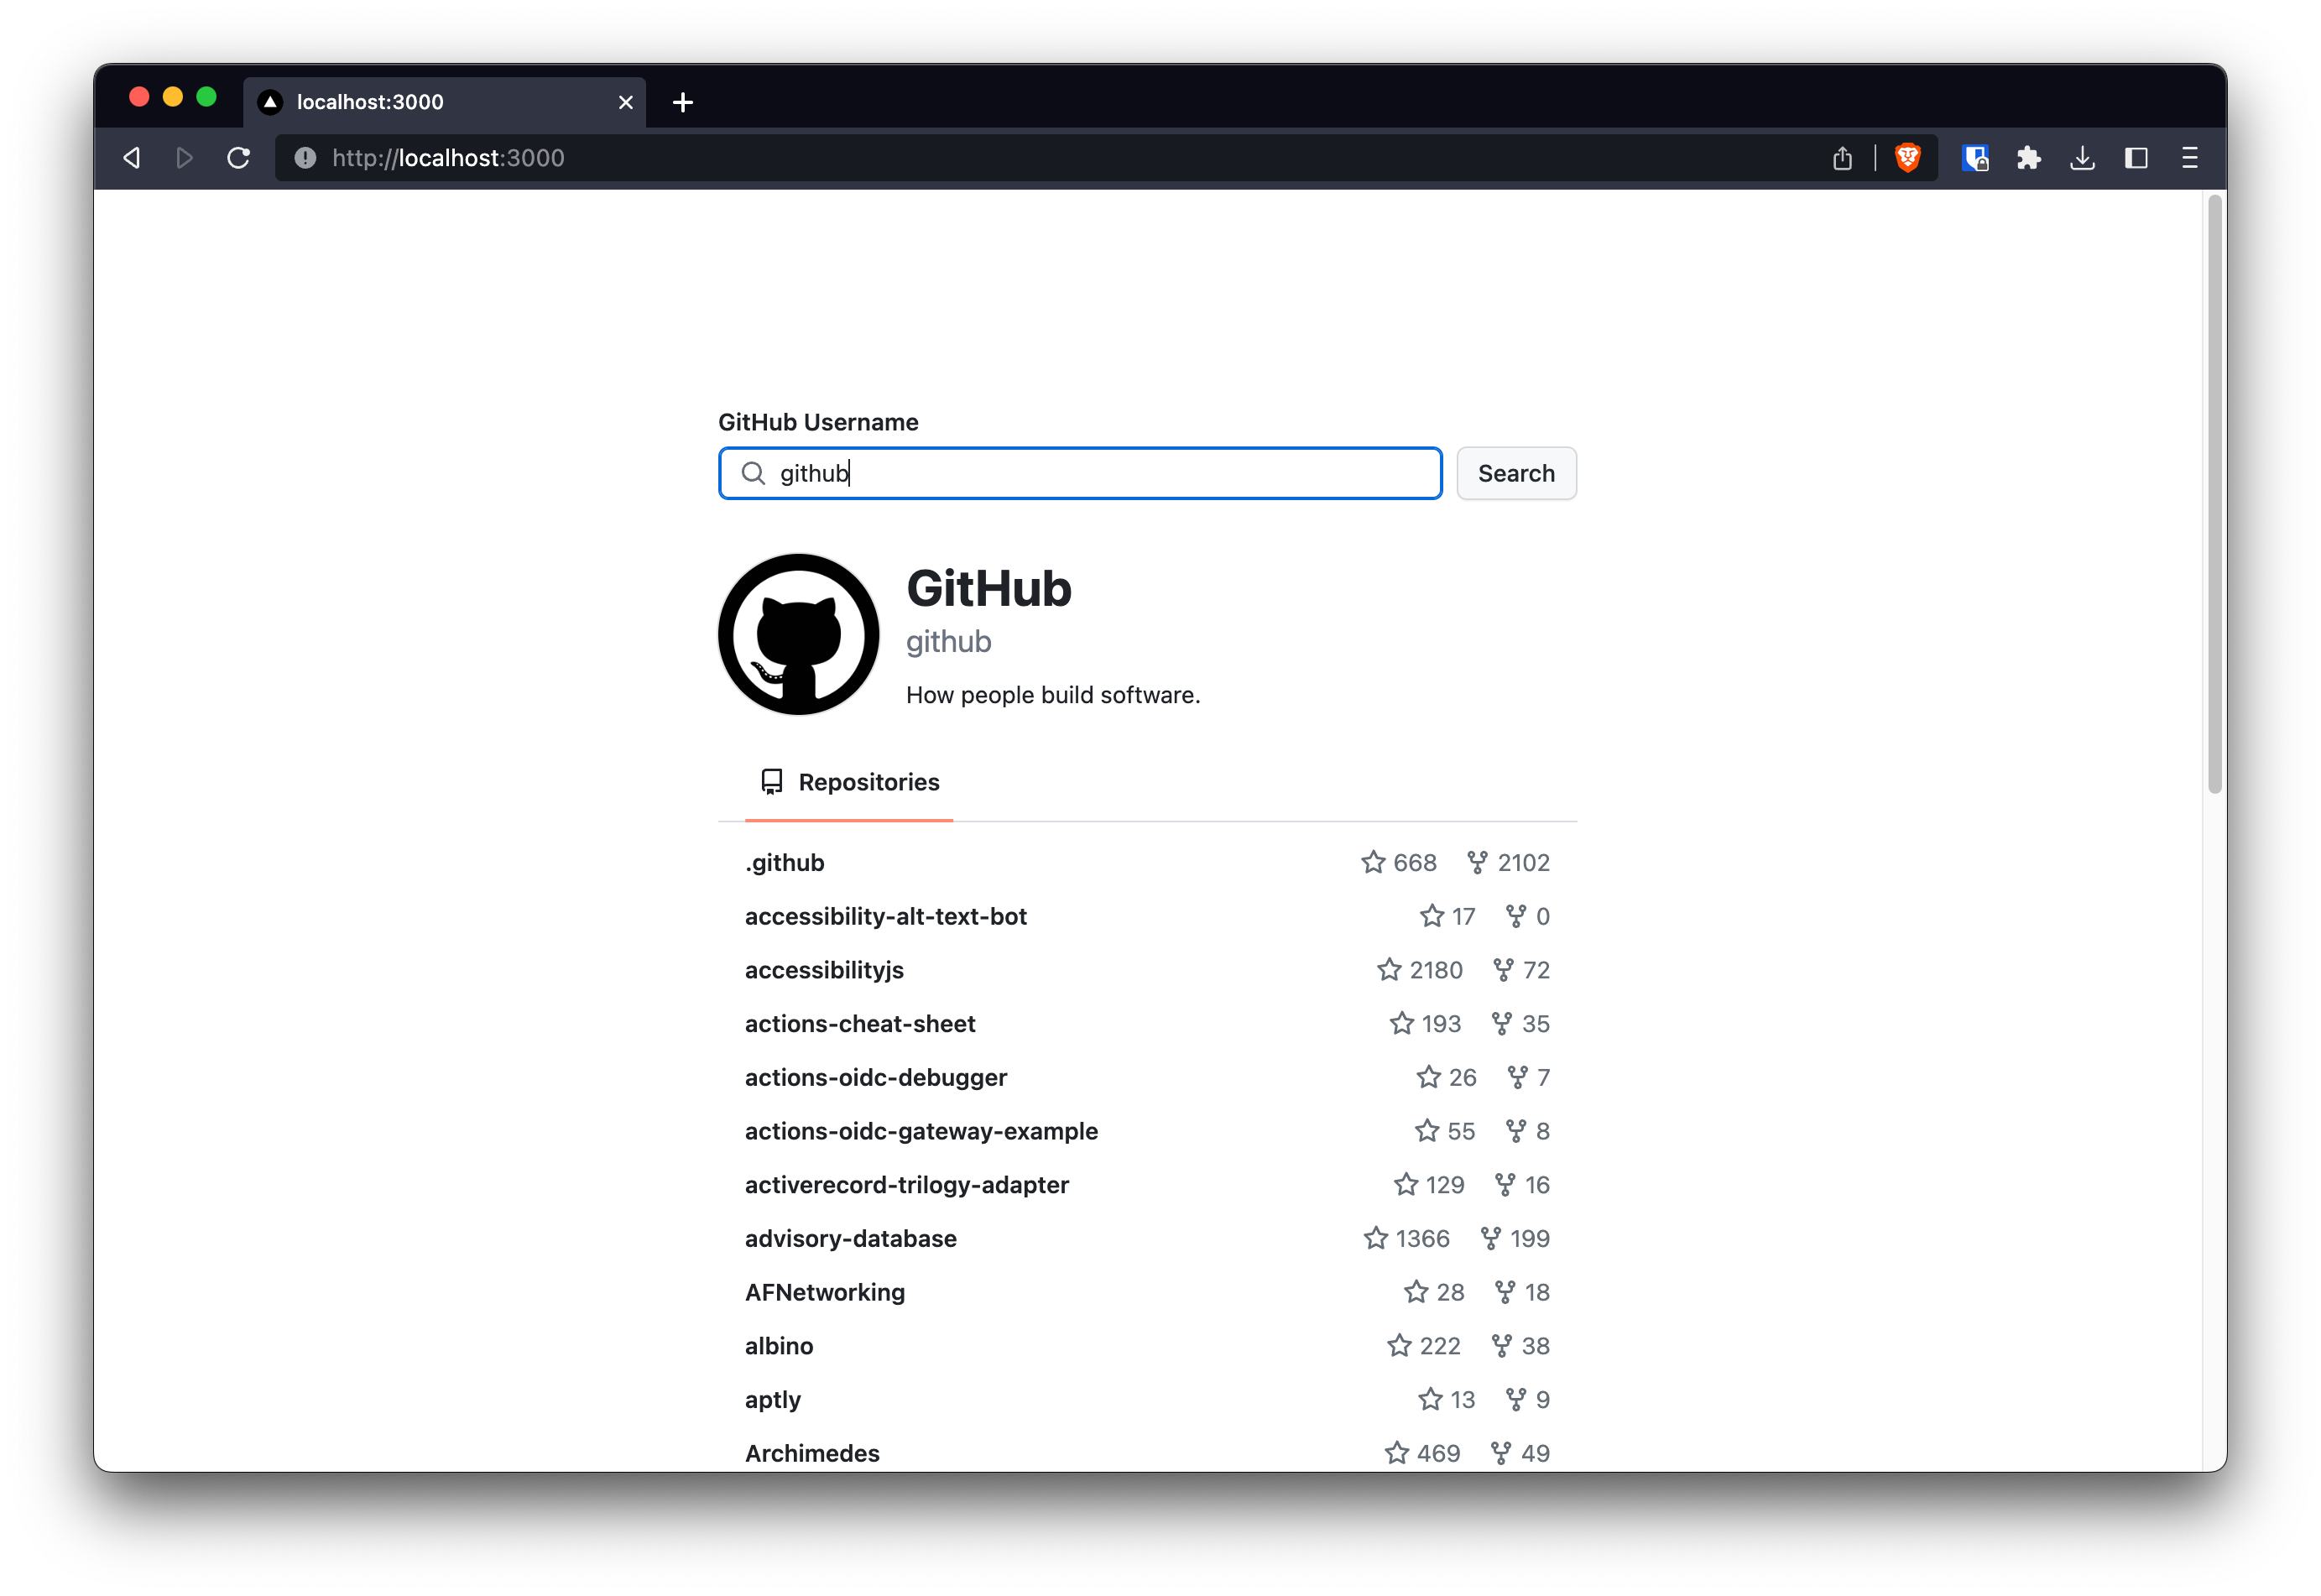 localhost:3000
http://localhost:3000
GitHub Username
github
Search
GitHub
github
How people build software.
Repositories
.github 668 2102
accessibility-alt-text-bot 17 0
accessibilityjs 2180 72
actions-cheat-sheet 193 35
actions-oidc-debugger 26 7
actions-oidc-gateway-example 55 8
activerecord-trilogy-adapter 129 16
advisory-database 1366 199
AFNetworking 28 18
albino 222 38
aptly 13 9
Archimedes 469 49